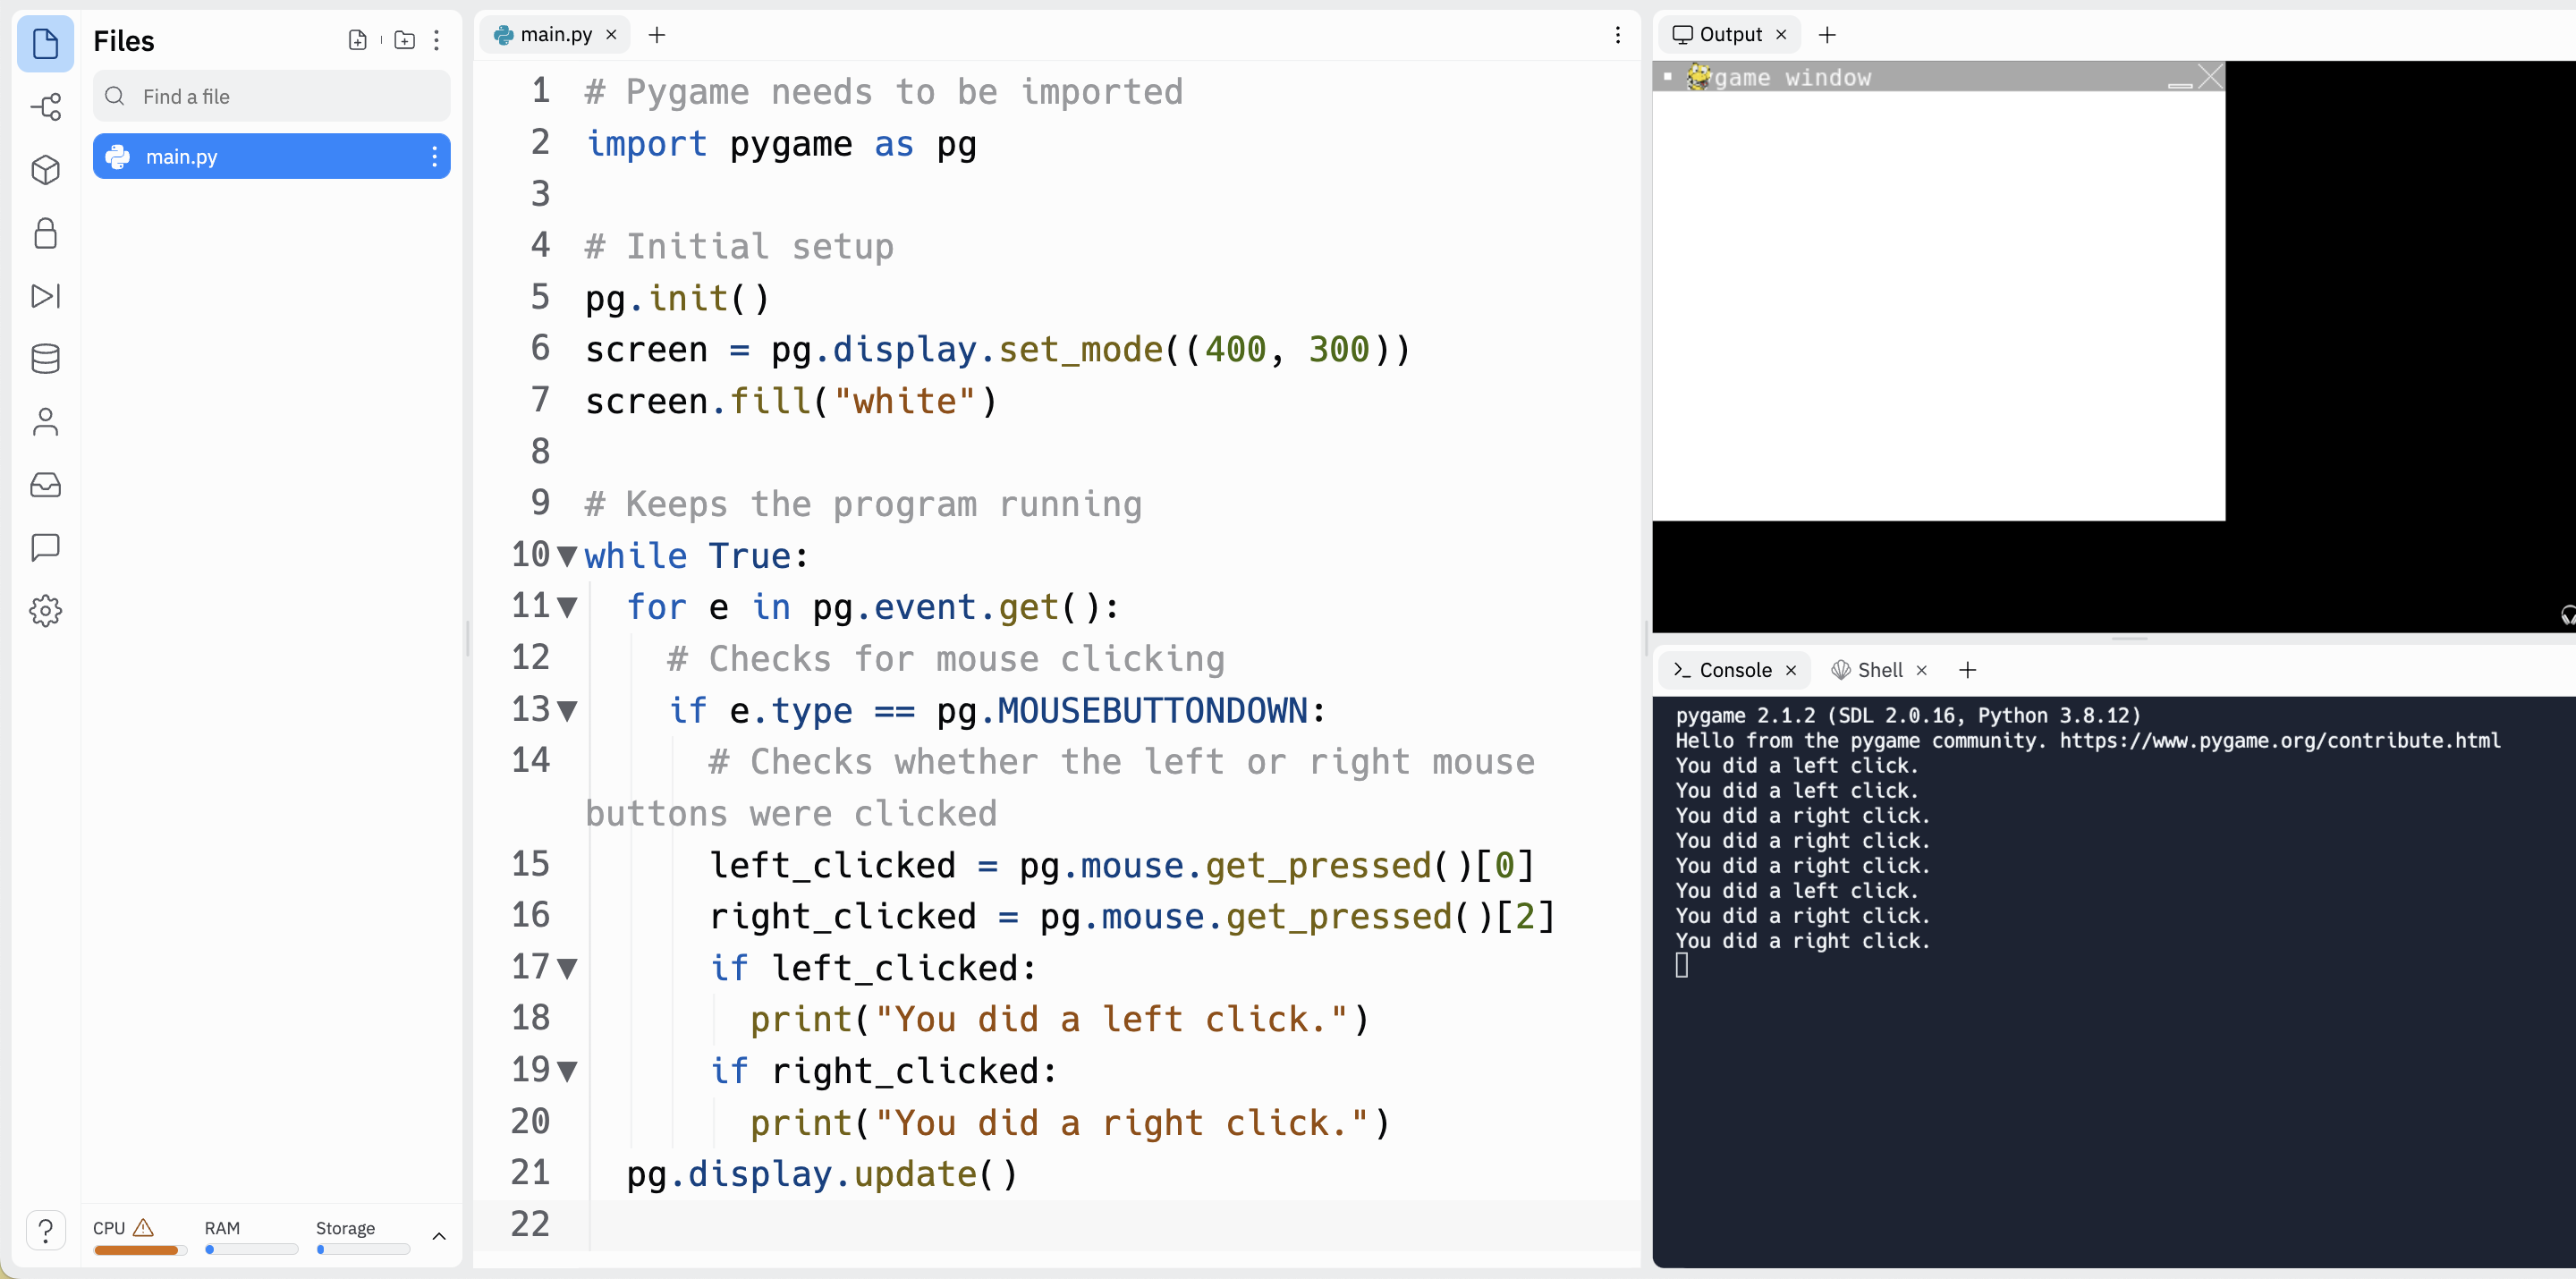 Files
Find a file
main.py
CPU RAM Storage
main.py
1 # Pygame needs to be imported
2 import pygame as pg
3
4 # Initial setup
5 pg.init()
6 screen = pg.display.set_mode((400, 300))
7 screen.fill("white")
8
9 # Keeps the program running
10 while True:
11 for e in pg.event.get():
12 # Checks for mouse clicking
13 if e.type == pg.MOUSEBUTTONDOWN:
14 # Checks whether the left or right mouse
buttons were clicked
15 left_clicked = pg.mouse.get_pressed()[0]
16 right_clicked = pg.mouse.get_pressed()[2]
17 if left_clicked:
18 print("You did a left click.")
19 if right_clicked:
20 print("You did a right click.")
21 pg.display.update()
22
Output
game window
Console Shell
pygame 2.1.2 (SDL 2.0.16, Python 3.8.12)
Hello from the pygame community. https://www.pygame.org/contribute.html
You did a left click.
You did a left click.
You did a right click.
You did a right click.
You did a right click.
You did a left click.
You did a right click.
You did a right click.